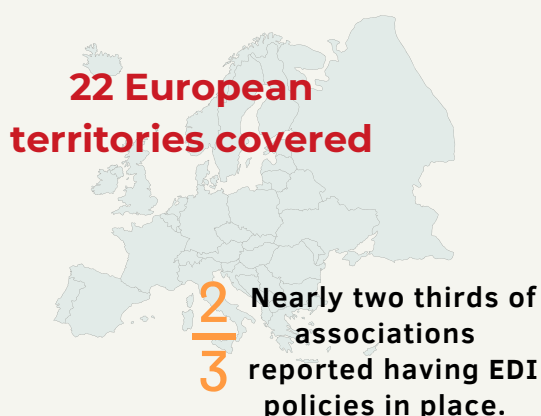 22 European
territories covered
2
3
Nearly two thirds of
associations
reported having EDI
policies in place.